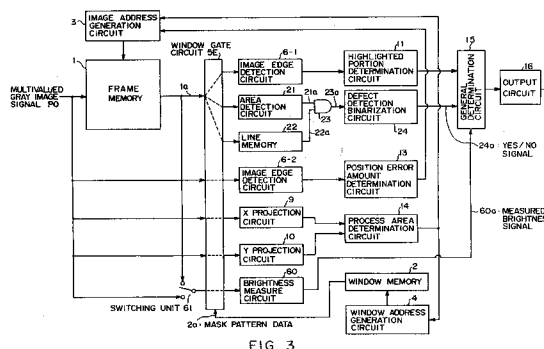 3
IMAGE ADDRESS
GENERATION
CIRCUIT
1
FRAME
MEMORY
MULTIVALUED
GRAY IMAGE
SIGNAL PO
1a
WINDOW GATE
CIRCUIT 5E
6-1
IMAGE EDGE
DETECTION
CIRCUIT
21
AREA
DETECTION
CIRCUIT
21a
22
LINE
MEMORY
22a
23
23a
6-2
IMAGE EDGE
DETECTION
CIRCUIT
9
X PROJECTION
CIRCUIT
10
Y PROJECTION
CIRCUIT
60
BRIGHTNESS
MEASURE
CIRCUIT
SWITCHING UNIT 61
2a : MASK PATTERN DATA
11
HIGHLIGHTED
PORTION
DETERMINATION
CIRCUIT
DEFECT
DETECTION
BINARIZATION
CIRCUIT
24
13
POSITION ERROR
AMOUNT
DETERMINATION
CIRCUIT
14
PROCESS AREA
DETERMINATION
CIRCUIT
2
WINDOW MEMORY
WINDOW ADDRESS
GENERATION
CIRCUIT
4
15
GENERAL
DETERMINATION
CIRCUIT
16
OUTPUT
CIRCUIT
24a : YES/NO
SIGNAL
60a : MEASURED
BRIGHTNESS
SIGNAL
FIG. 3